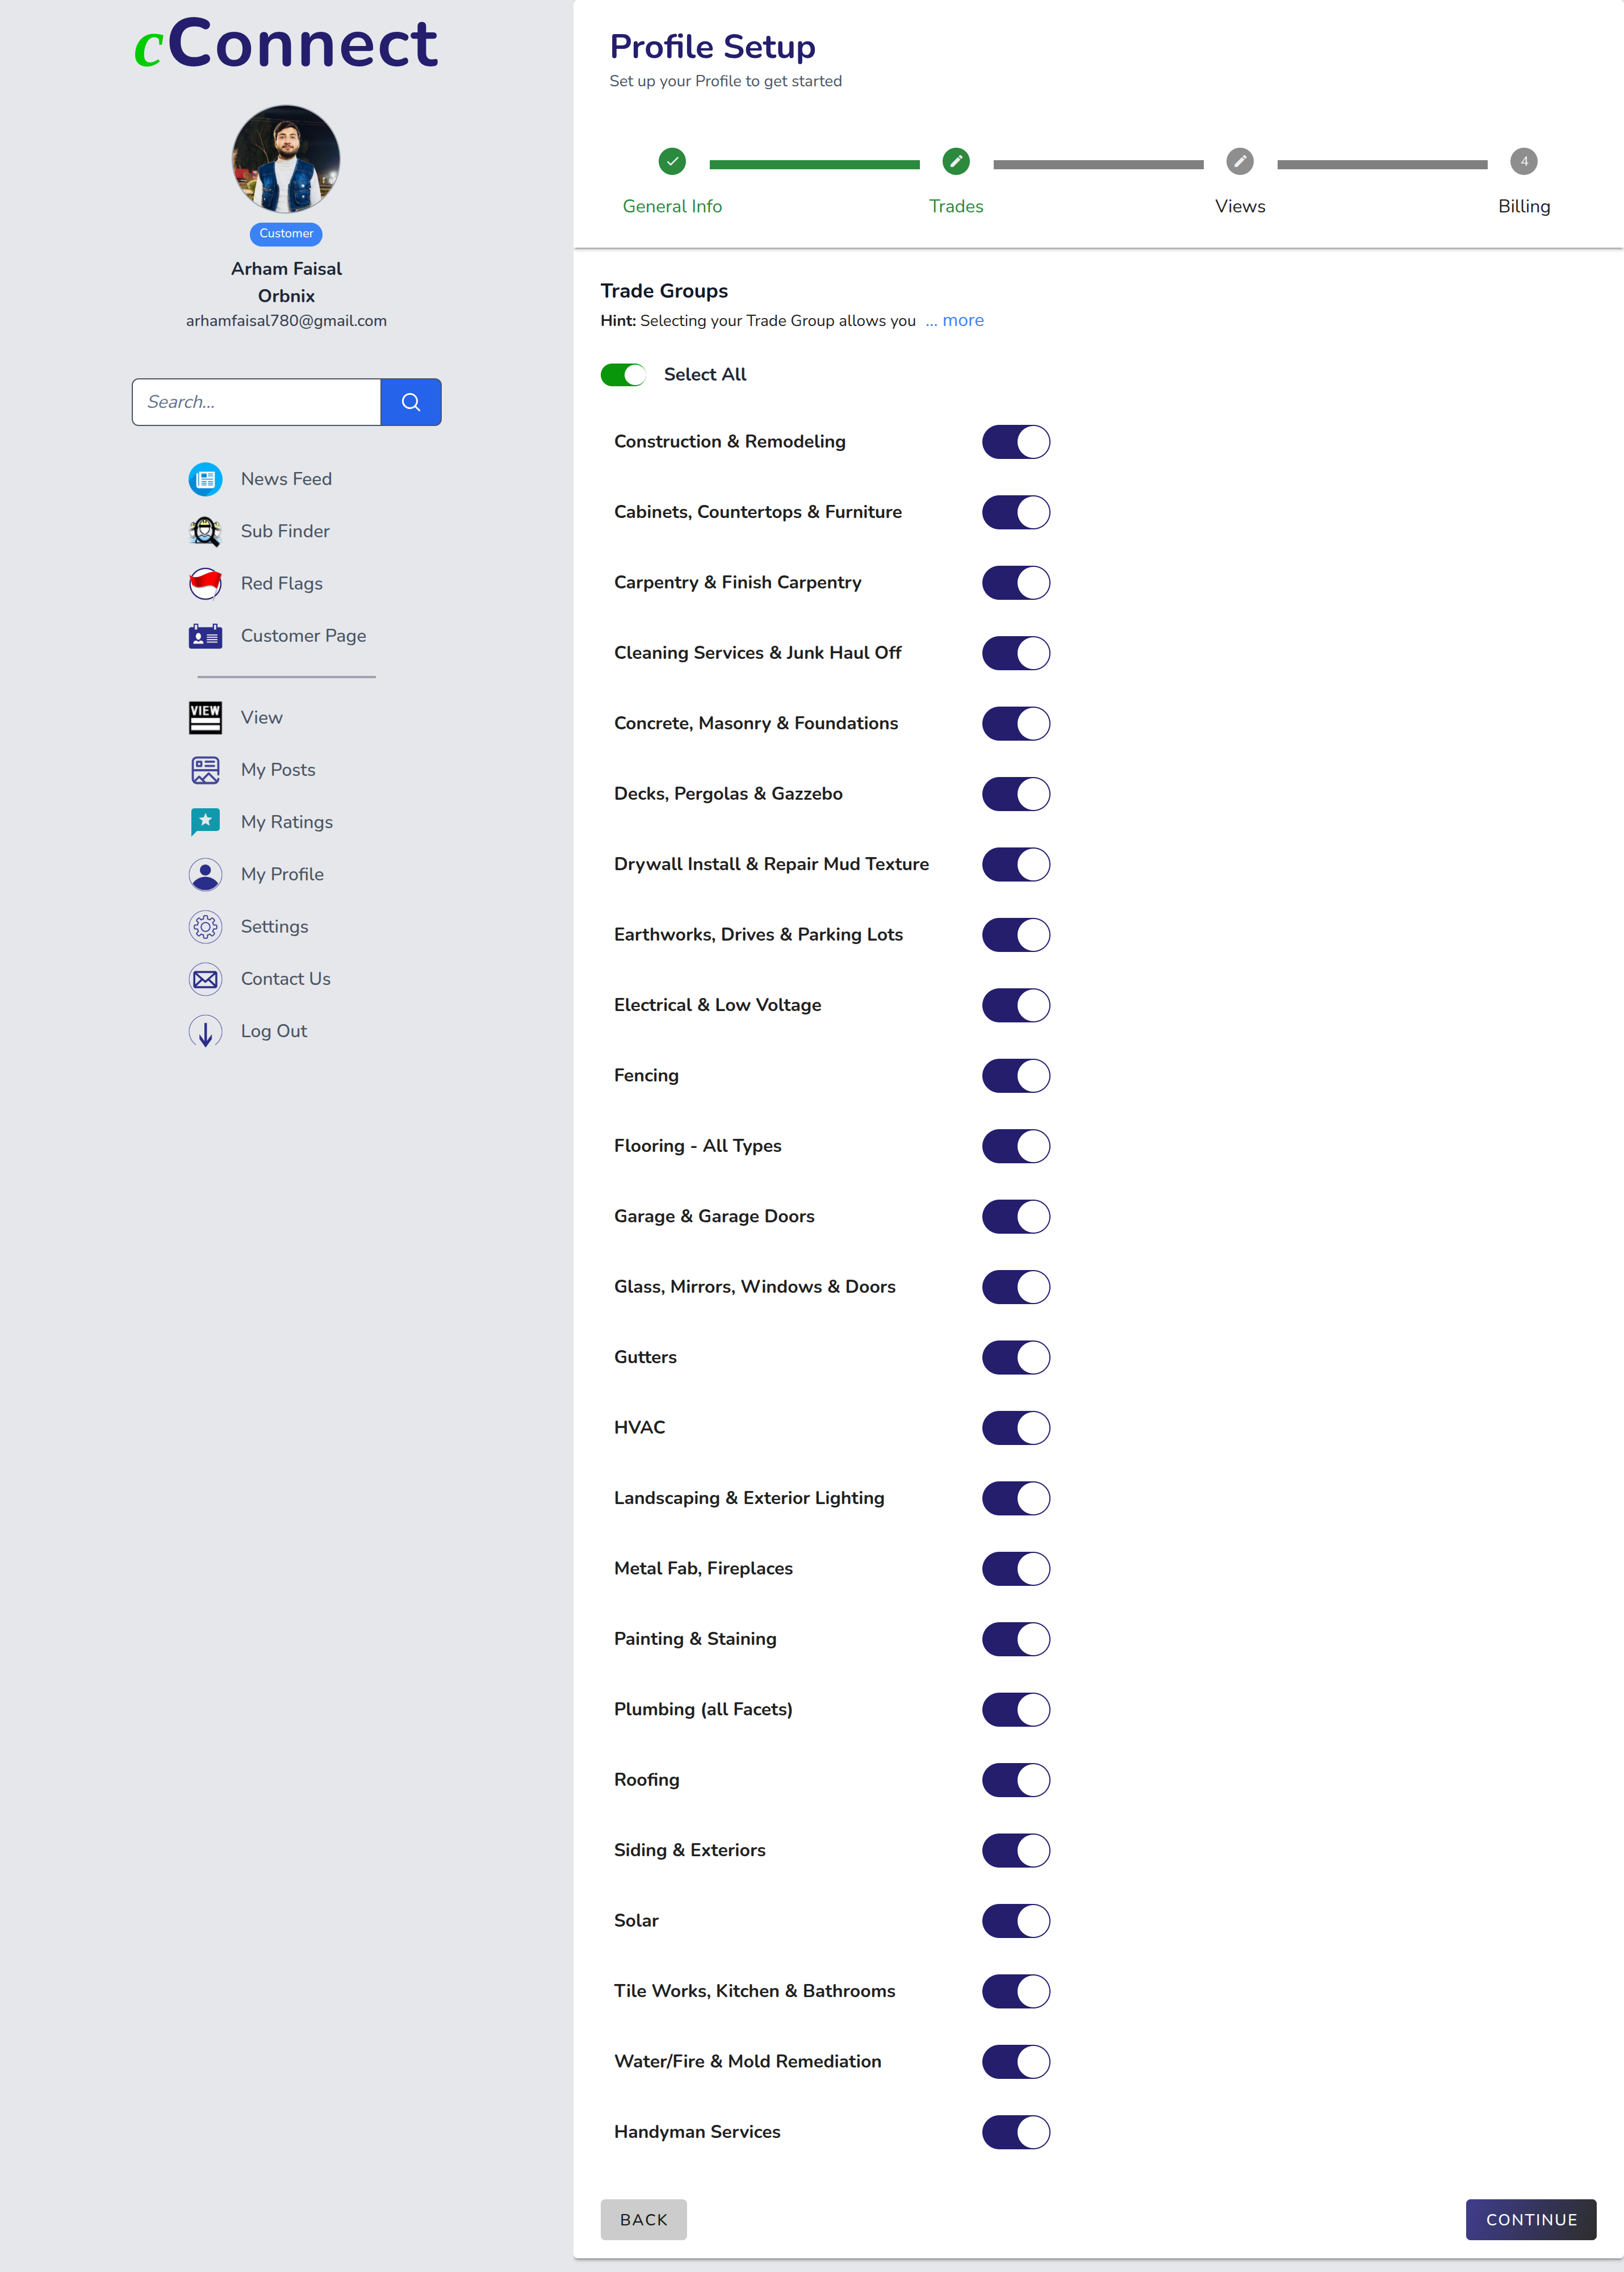 cConnect
Customer
Arham Faisal
Orbnix
arhamfaisal780@gmail.com
Search...
News Feed
Sub Finder
Red Flags
Customer Page
VIEW
View
My Posts
My Ratings
My Profile
Settings
Contact Us
Log Out
Profile Setup
Set up your Profile to get started
General Info
Trades
Views
4
Billing
Trade Groups
Hint: Selecting your Trade Group allows you ... more
Select All
Construction & Remodeling
Cabinets, Countertops & Furniture
Carpentry & Finish Carpentry
Cleaning Services & Junk Haul Off
Concrete, Masonry & Foundations
Decks, Pergolas & Gazzebo
Drywall Install & Repair Mud Texture
Earthworks, Drives & Parking Lots
Electrical & Low Voltage
Fencing
Flooring - All Types
Garage & Garage Doors
Glass, Mirrors, Windows & Doors
Gutters
HVAC
Landscaping & Exterior Lighting
Metal Fab, Fireplaces
Painting & Staining
Plumbing (all Facets)
Roofing
Siding & Exteriors
Solar
Tile Works, Kitchen & Bathrooms
Water/Fire & Mold Remediation
Handyman Services
BACK
CONTINUE